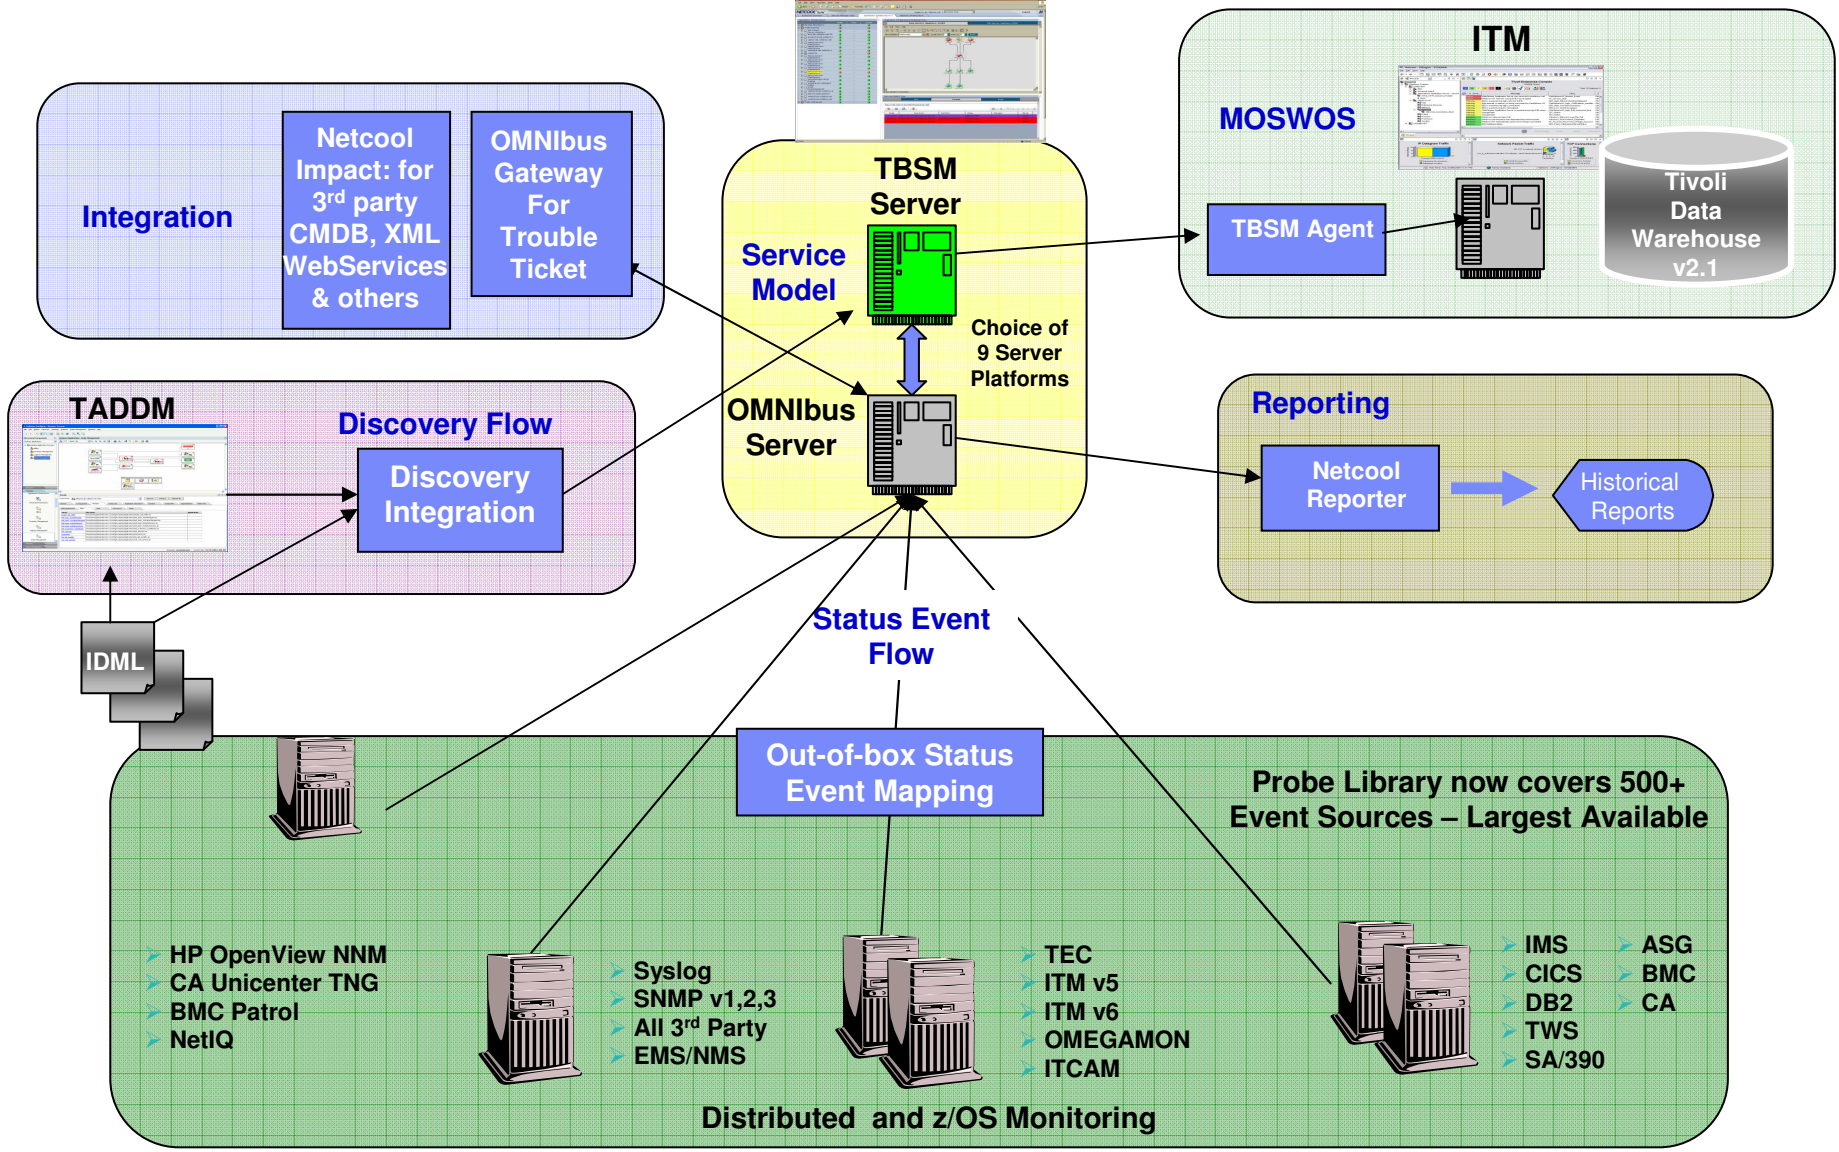 ITM
MOSWOS
TBSM Agent
Tivoli
Data
Warehouse
v2.1
Integration
Netcool
Impact: for
3rd party
CMDB, XML
WebServices
& others
OMNIbus
Gateway
For
Trouble
Ticket
TBSM
Server
Service
Model
Choice of
9 Server
Platforms
OMNIbus
Server
TADDM
Discovery Flow
Discovery
Integration
Reporting
Netcool
Reporter
Historical
Reports
IDML
Status Event
Flow
Out-of-box Status
Event Mapping
Probe Library now covers 500+
Event Sources – Largest Available
HP OpenView NNM
CA Unicenter TNG
BMC Patrol
NetIQ
Syslog
SNMP v1,2,3
All 3rd Party
EMS/NMS
TEC
ITM v5
ITM v6
OMEGAMON
ITCAM
IMS
CICS
DB2
TWS
SA/390
ASG
BMC
CA
Distributed and z/OS Monitoring